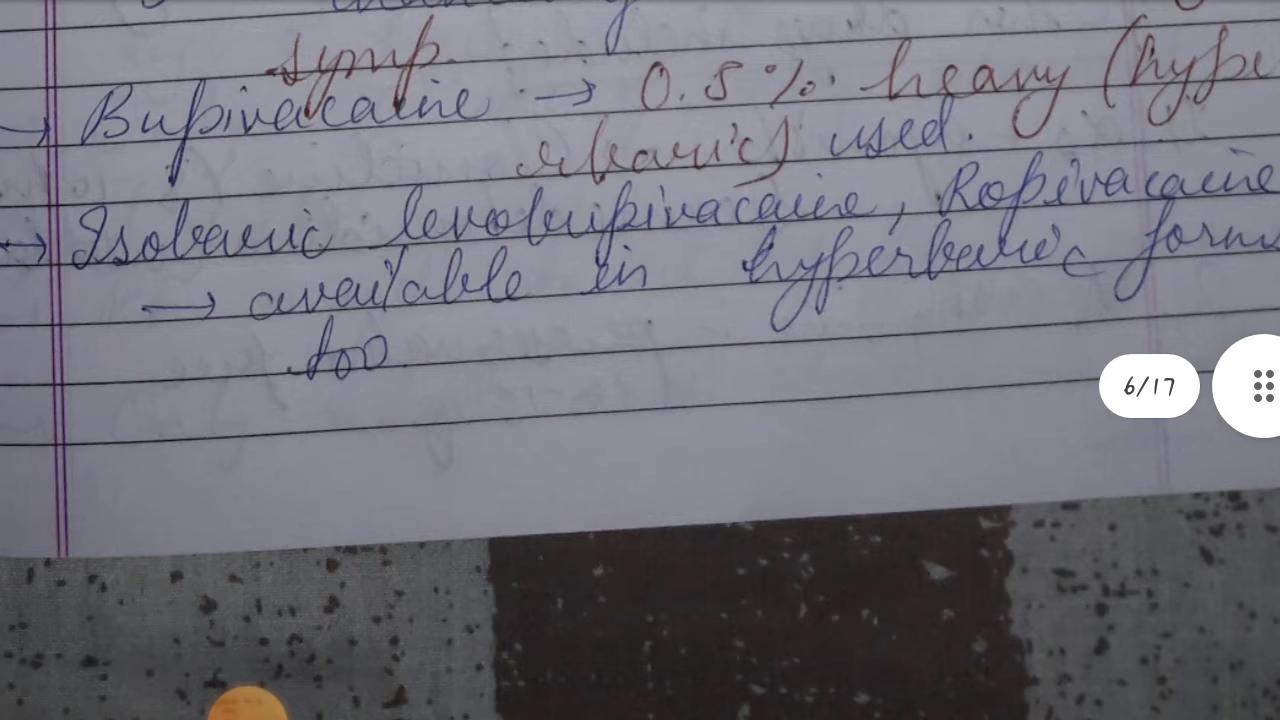 symp.
→ Bupivacaine → 0.5% heavy (hype
rbaric) used.
→ Isobaric levobupivacaine, Ropivacaine
→ available in hyperbaric form
too
6/17